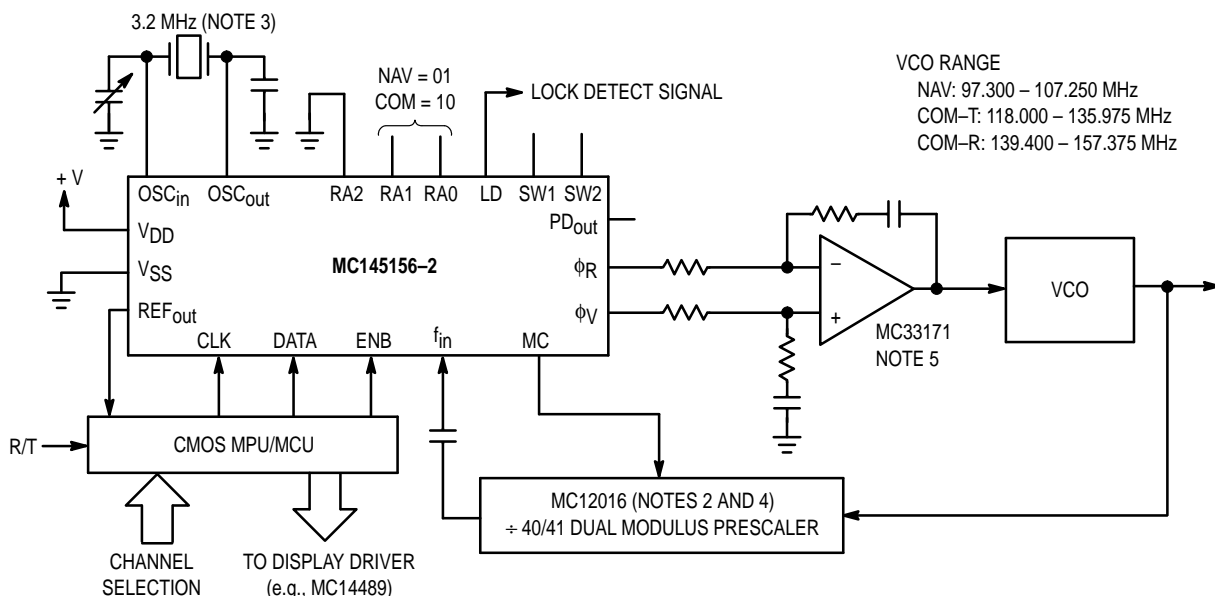 3.2 MHz (NOTE 3)
NAV = 01
COM = 10
LOCK DETECT SIGNAL
VCO RANGE
NAV: 97.300 – 107.250 MHz
COM–T: 118.000 – 135.975 MHz
COM–R: 139.400 – 157.375 MHz
+ V
OSCin
OSCout
RA2
RA1
RA0
LD
SW1
SW2
VDD
PDout
VSS
MC145156–2
ϕR
REFout
ϕV
CLK
DATA
ENB
fin
MC
–
+
MC33171
NOTE 5
VCO
R/T
CMOS MPU/MCU
MC12016 (NOTES 2 AND 4)
÷ 40/41 DUAL MODULUS PRESCALER
CHANNEL
SELECTION
TO DISPLAY DRIVER
(e.g., MC14489)